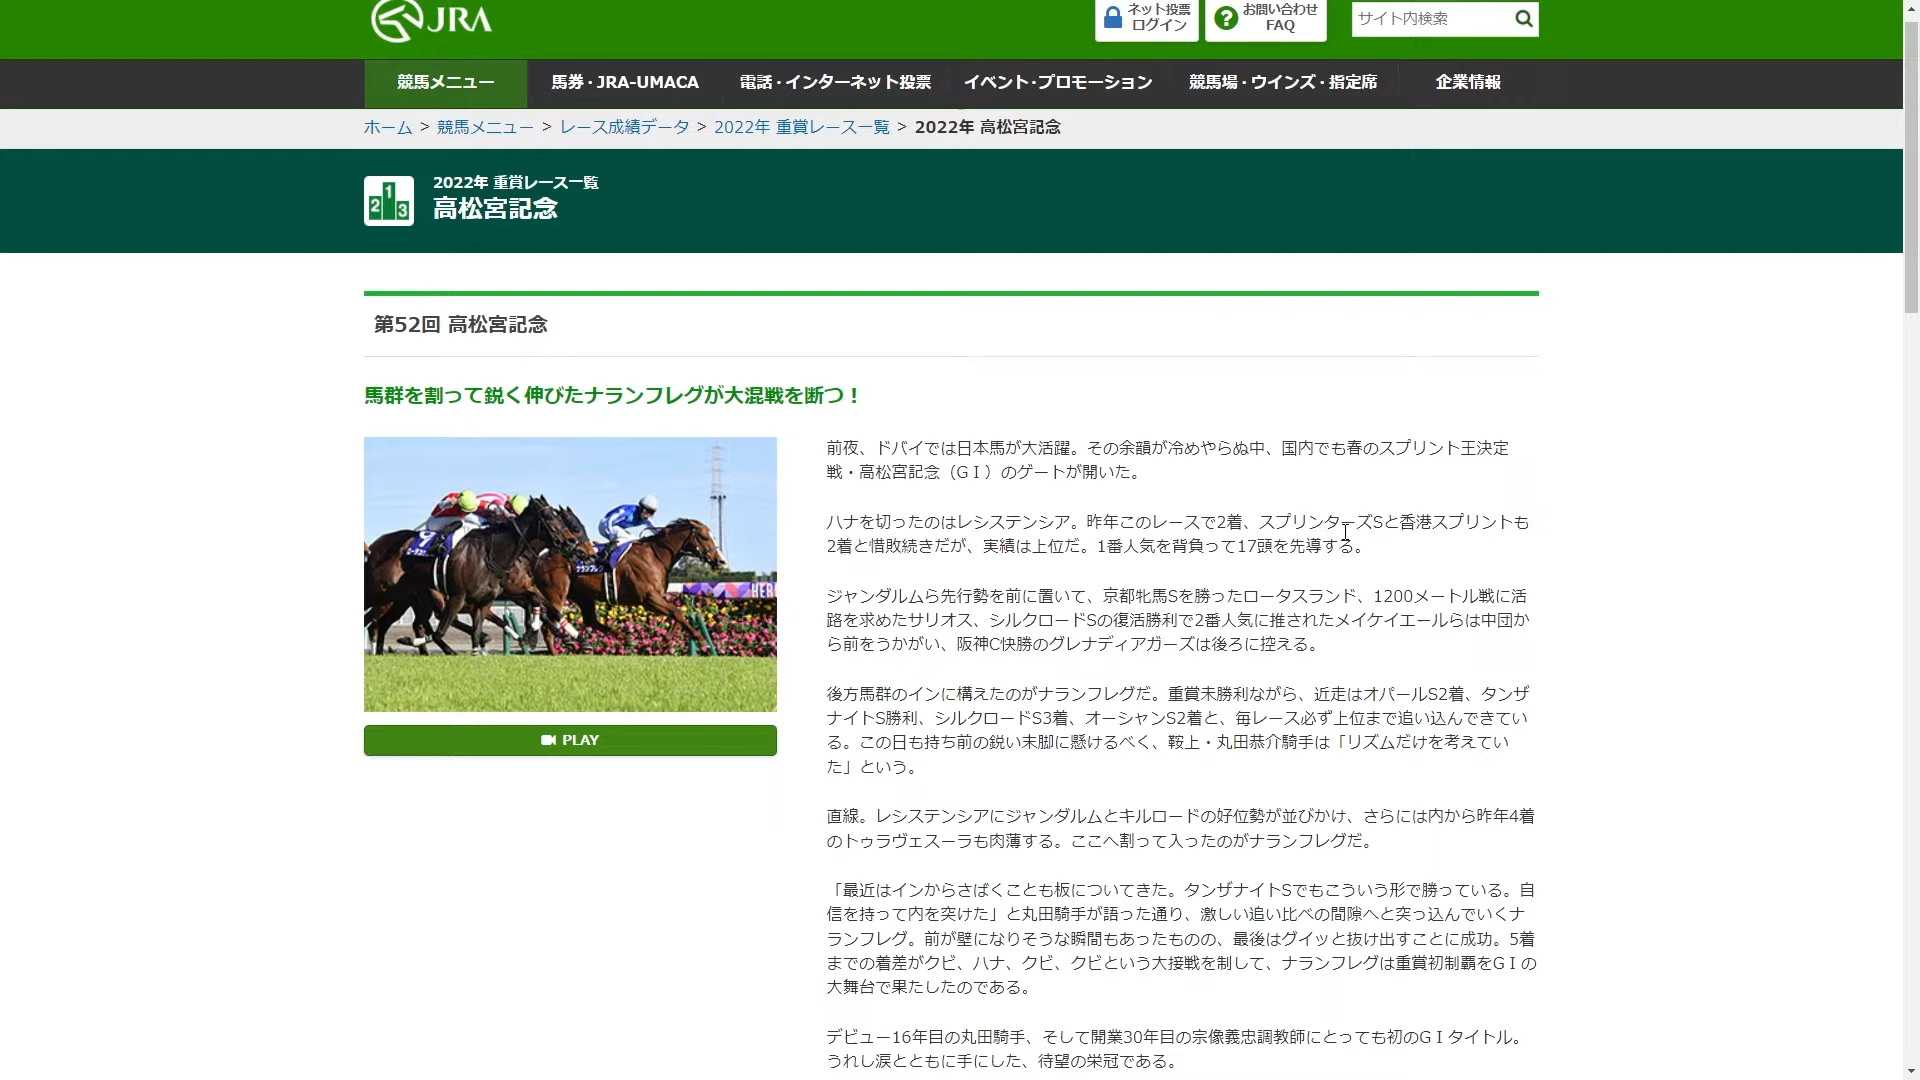 JRA
ネット投票
ログイン
お問い合わせ
FAQ
サイト内検索
競馬メニュー
馬券・JRA-UMACA
電話・インターネット投票
イベント・プロモーション
競馬場・ウインズ・指定席
企業情報
ホーム > 競馬メニュー > レース成績データ > 2022年 重賞レース一覧 > 2022年 高松宮記念
2022年 重賞レース一覧
高松宮記念
第52回 高松宮記念
馬群を割って鋭く伸びたナランフレグが大混戦を断つ！
PLAY
前夜、ドバイでは日本馬が大活躍。その余韻が冷めやらぬ中、国内でも春のスプリント王決定
戦・高松宮記念（GⅠ）のゲートが開いた。
ハナを切ったのはレシステンシア。昨年このレースで2着、スプリンターズSと香港スプリントも
2着と惜敗続きだが、実績は上位だ。1番人気を背負って17頭を先導する。
ジャンダルムら先行勢を前に置いて、京都牝馬Sを勝ったロータスランド、1200メートル戦に活
路を求めたサリオス、シルクロードSの復活勝利で2番人気に推されたメイケイエールらは中団か
ら前をうかがい、阪神C快勝のグレナディアガーズは後ろに控える。
後方馬群のインに構えたのがナランフレグだ。重賞未勝利ながら、近走はオパールS2着、タンザ
ナイトS勝利、シルクロードS3着、オーシャンS2着と、毎レース必ず上位まで追い込んできてい
る。この日も持ち前の鋭い末脚に懸けるべく、鞍上・丸田恭介騎手は「リズムだけを考えてい
た」という。
直線。レシステンシアにジャンダルムとキルロードの好位勢が並びかけ、さらには内から昨年4着
のトゥラヴェスーラも肉薄する。ここへ割って入ったのがナランフレグだ。
「最近はインからさばくことも板についてきた。タンザナイトSでもこういう形で勝っている。自
信を持って内を突けた」と丸田騎手が語った通り、激しい追い比べの間隙へと突っ込んでいくナ
ランフレグ。前が壁になりそうな瞬間もあったものの、最後はグイッと抜け出すことに成功。5着
までの着差がクビ、ハナ、クビ、クビという大接戦を制して、ナランフレグは重賞初制覇をGⅠの
大舞台で果たしたのである。
デビュー16年目の丸田騎手、そして開業30年目の宗像義忠調教師にとっても初のGⅠタイトル。
うれし涙とともに手にした、待望の栄冠である。